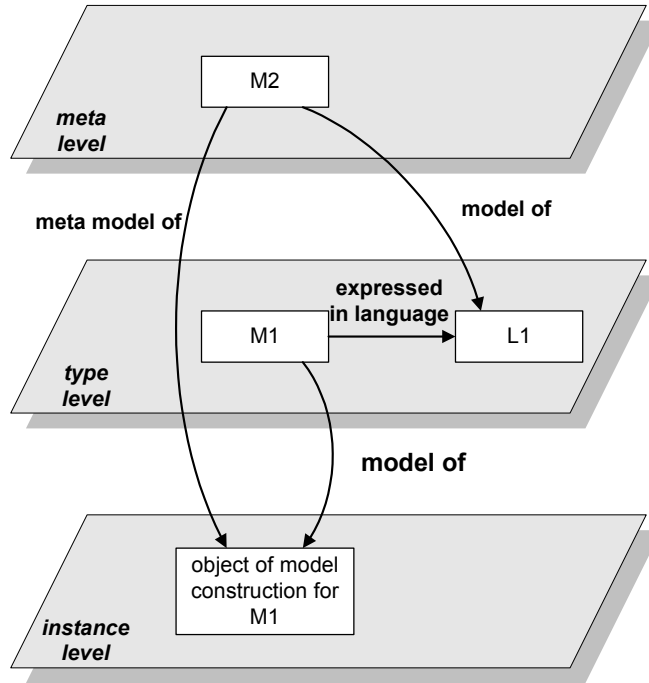 M2
meta
level
meta model of
model of
expressed
in language
M1
L1
type
level
model of
object of model
construction for
M1
instance
level